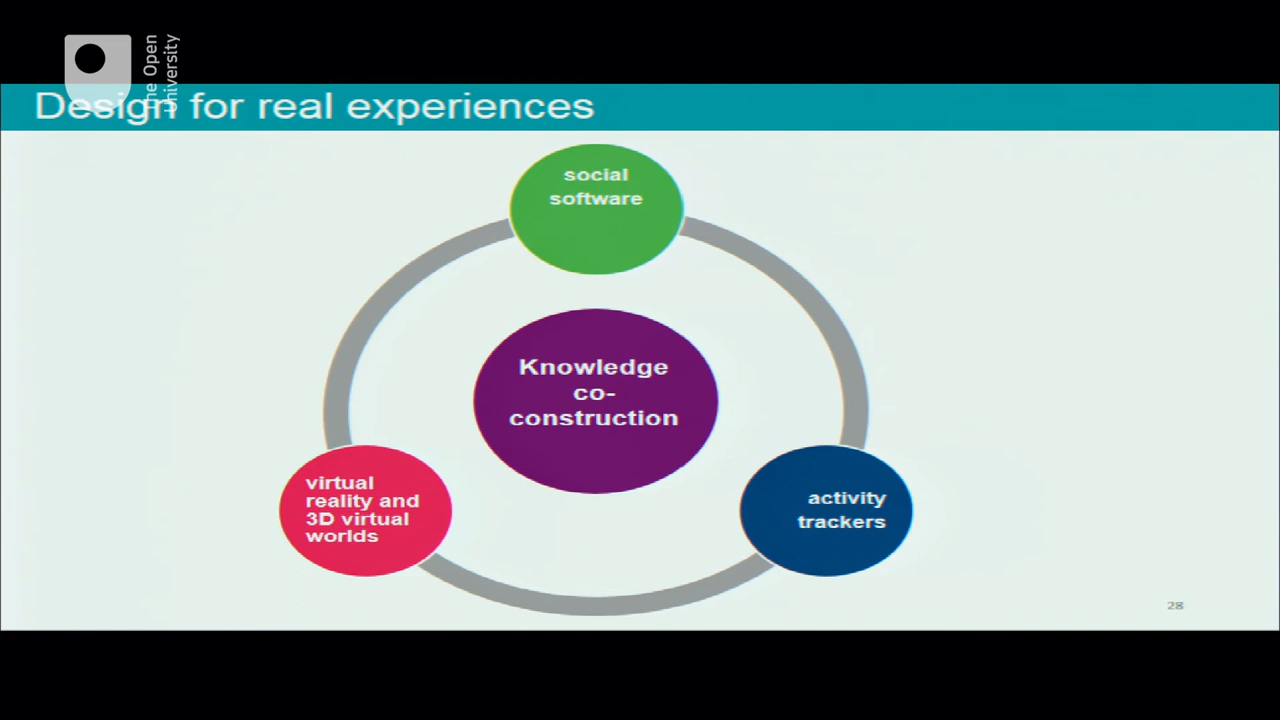 The Open
University
Design for real experiences
social
software
Knowledge
co-
construction
virtual
reality and
3D virtual
worlds
activity
trackers
28